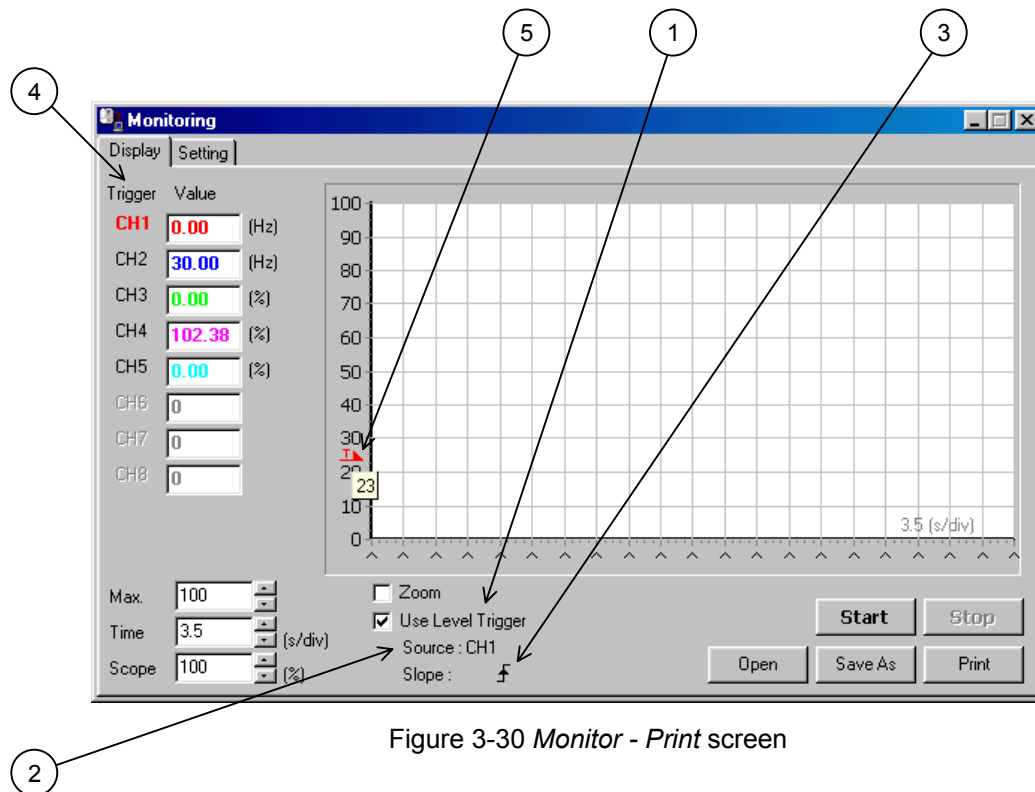 5 1 3
4
Monitoring
Display Setting
Trigger Value
CH1 0.00 (Hz)
CH2 30.00 (Hz)
CH3 0.00 (%)
CH4 102.38 (%)
CH5 0.00 (%)
CH6 0
CH7 0
CH8 0
100
90
80
70
60
50
40
30
T
20
23
10
0
3.5 (s/div)
Max. 100
Time 3.5 (s/div)
Scope 100 (%)
Zoom
Use Level Trigger
Source : CH1
Slope :
Start Stop
Open Save As Print
Figure 3-30 Monitor - Print screen
2